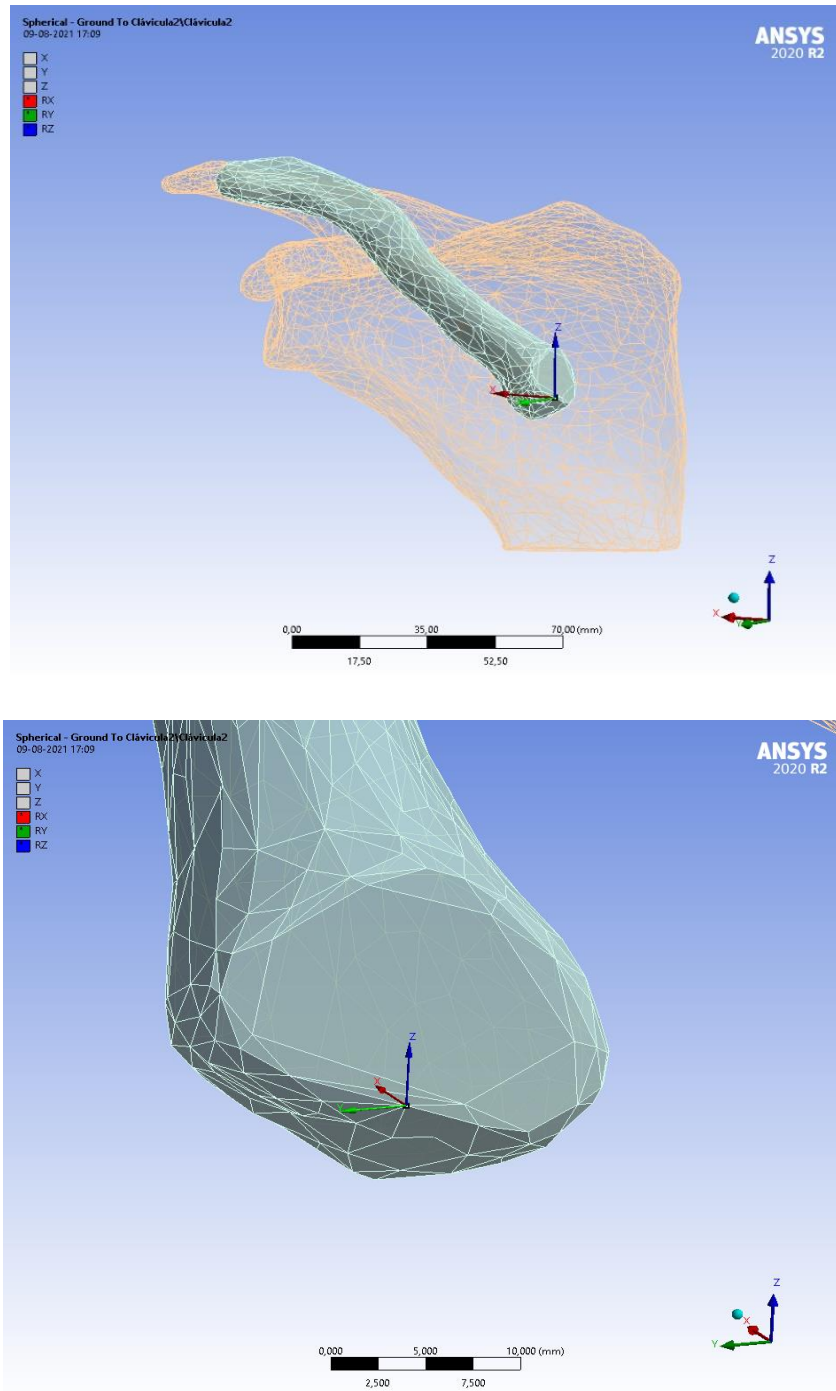 Spherical - Ground To Clávicula2\Clávicula2
09-08-2021 17:09
X
Y
Z
RX
RY
RZ
ANSYS
2020 R2
Z
X
Z
X
Y
0,00 35,00 70,00 (mm)
17,50 52,50
Spherical - Ground To Clávicula2\Clávicula2
09-08-2021 17:09
X
Y
Z
RX
RY
RZ
ANSYS
2020 R2
Z
X
Y
Z
X
Y
0,000 5,000 10,000 (mm)
2,500 7,500